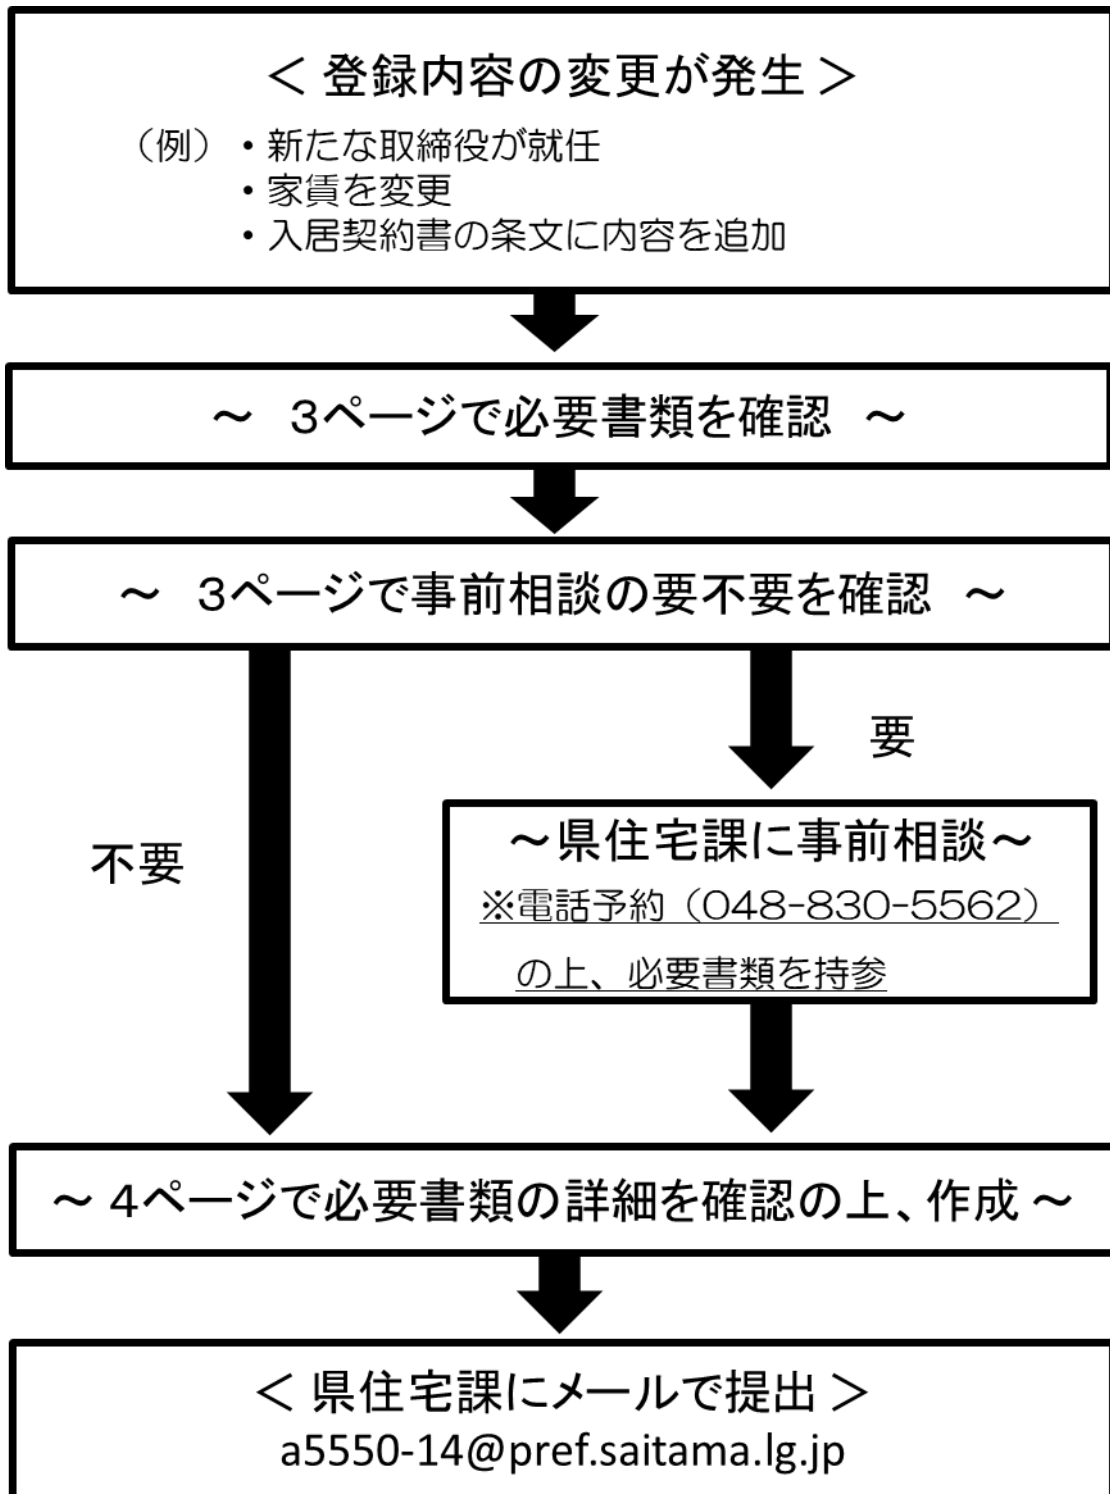 ＜ 登録内容の変更が発生 ＞
（例）・新たな取締役が就任
・家賃を変更
・入居契約書の条文に内容を追加
～ ３ページで必要書類を確認 ～
～ ３ページで事前相談の要不要を確認 ～
要
不要
～県住宅課に事前相談～
※電話予約（048-830-5562）
の上、必要書類を持参
～ ４ページで必要書類の詳細を確認の上、作成 ～
＜ 県住宅課にメールで提出 ＞
a5550-14@pref.saitama.lg.jp